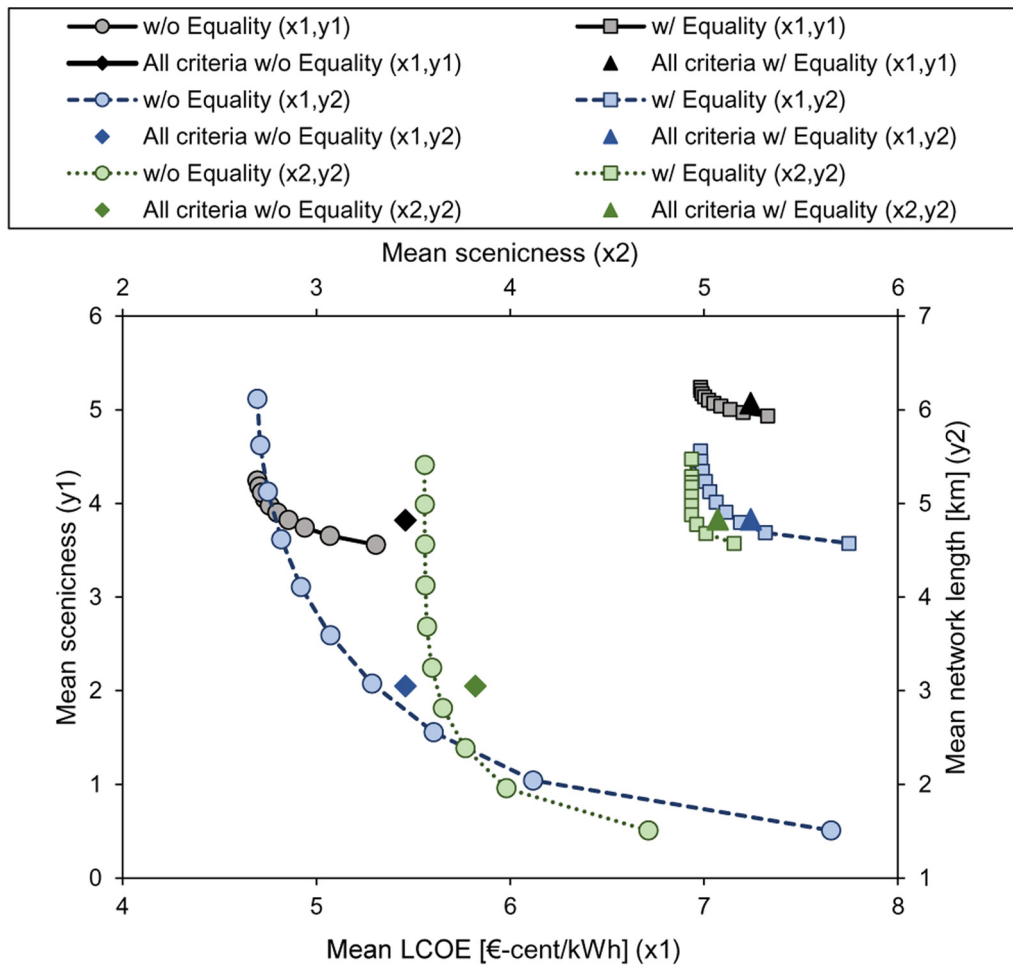 w/o Equality (x1,y1) w/ Equality (x1,y1)
All criteria w/o Equality (x1,y1) All criteria w/ Equality (x1,y1)
w/o Equality (x1,y2) w/ Equality (x1,y2)
All criteria w/o Equality (x1,y2) All criteria w/ Equality (x1,y2)
w/o Equality (x2,y2) w/ Equality (x2,y2)
All criteria w/o Equality (x2,y2) All criteria w/ Equality (x2,y2)
Mean scenicness (x2)
2 3 4 5 6
6 7
5 6
4 5
3 4
2 3
1 2
0 1
Mean scenicness (y1)
Mean network length [km] (y2)
4 5 6 7 8
Mean LCOE [€-cent/kWh] (x1)